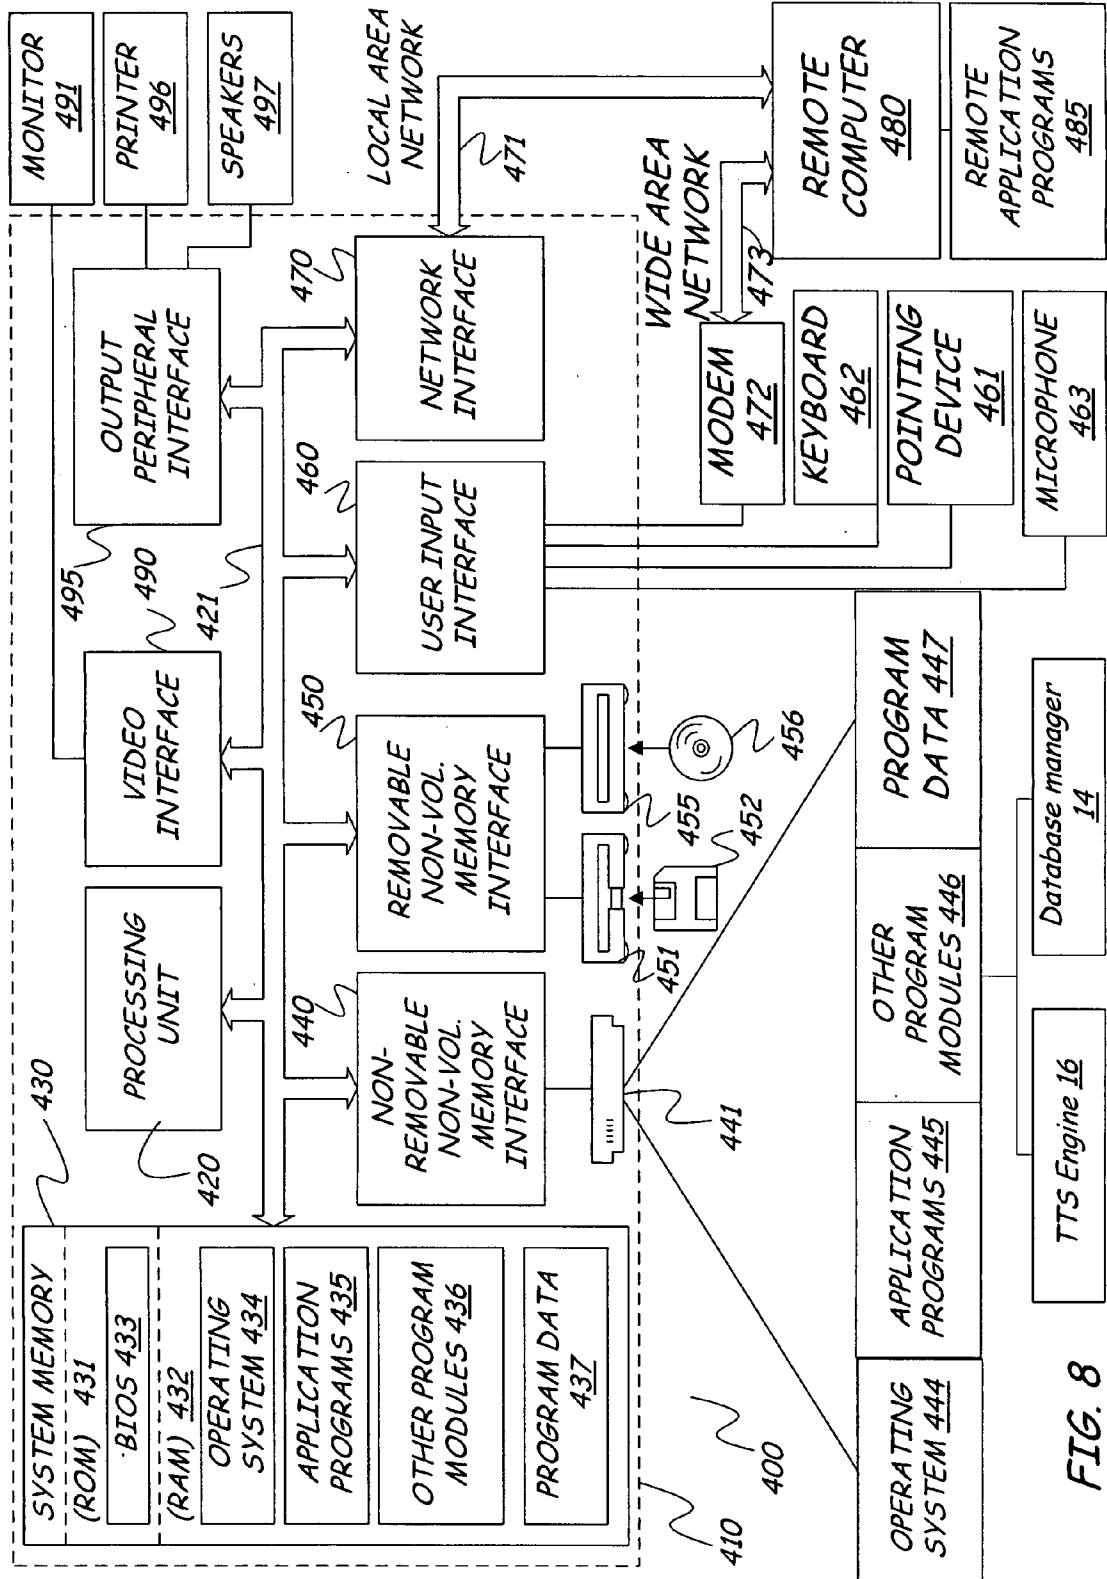 SYSTEM MEMORY
430
(ROM) 431
BIOS 433
(RAM) 432
OPERATING
SYSTEM 434
APPLICATION
PROGRAMS 435
OTHER PROGRAM
MODULES 436
PROGRAM DATA
437
PROCESSING
UNIT
420
VIDEO
INTERFACE
490
421
OUTPUT
PERIPHERAL
INTERFACE
495
MONITOR
491
PRINTER
496
SPEAKERS
497
NON-
REMOVABLE
NON-VOL.
MEMORY
INTERFACE
440
REMOVABLE
NON-VOL.
MEMORY
INTERFACE
450
USER INPUT
INTERFACE
460
NETWORK
INTERFACE
470
LOCAL AREA
NETWORK
471
441
451
452
455
456
WIDE AREA
NETWORK
473
MODEM
472
KEYBOARD
462
POINTING
DEVICE
461
MICROPHONE
463
REMOTE
COMPUTER
480
REMOTE
APPLICATION
PROGRAMS
485
410
400
OPERATING
SYSTEM 444
APPLICATION
PROGRAMS 445
OTHER
PROGRAM
MODULES 446
PROGRAM
DATA 447
TTS Engine 16
Database manager
14
FIG. 8